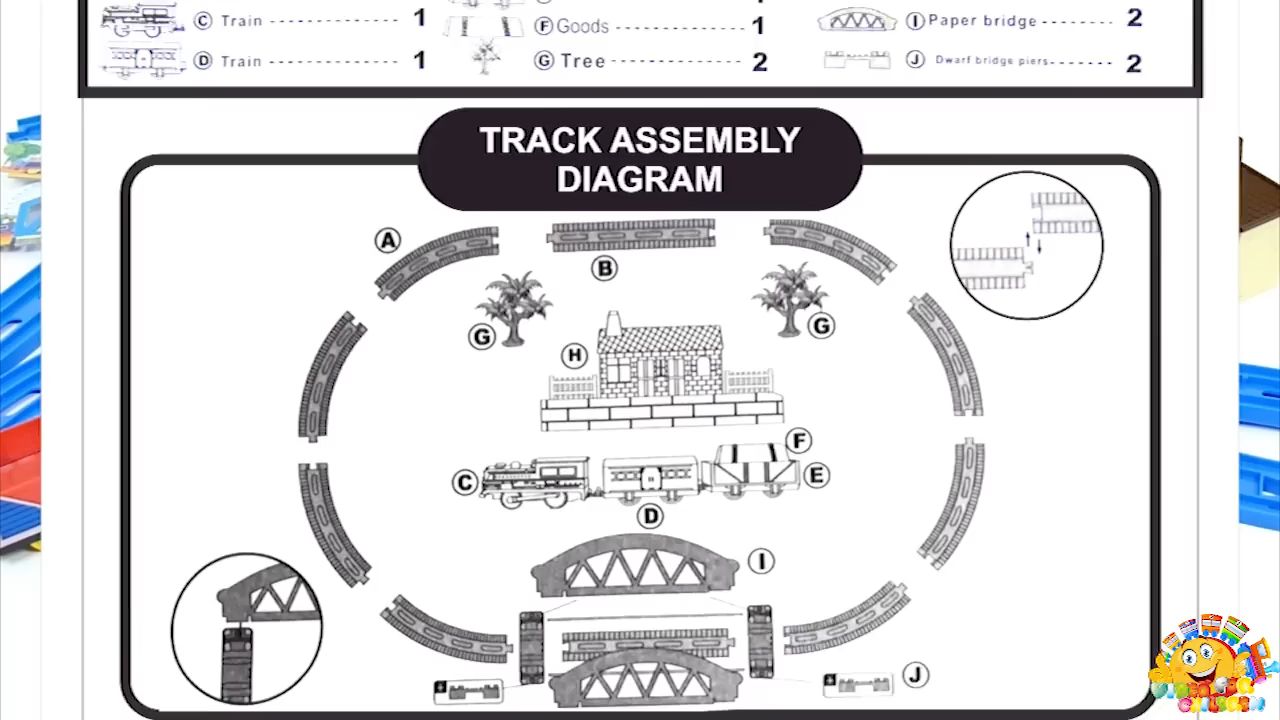 C Train 1
F Goods 1
I Paper bridge 2
D Train 1
G Tree 2
J Dwarf bridge piers 2
TRACK ASSEMBLY
DIAGRAM
A
B
G
G
H
F
C
E
D
I
J